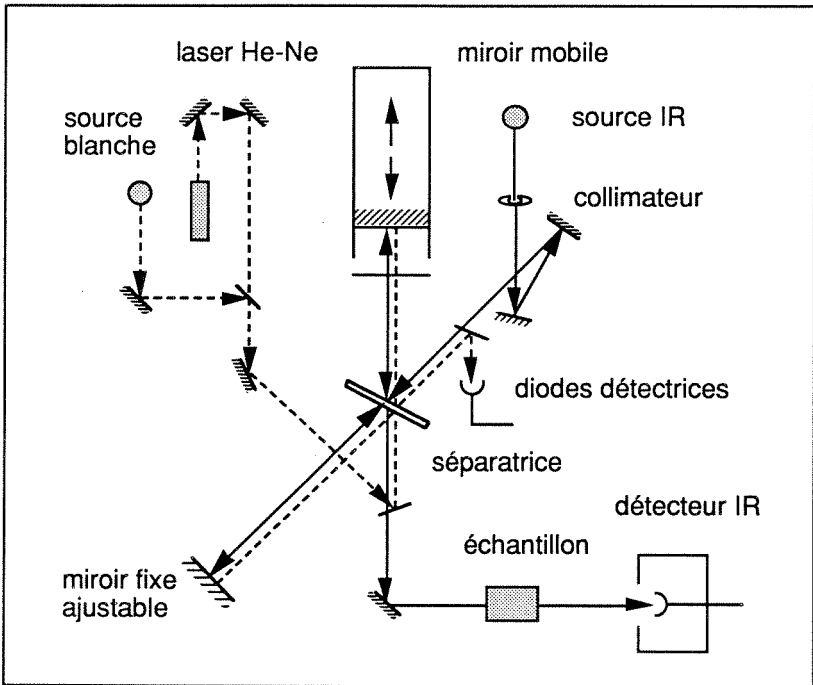 laser He-Ne
miroir mobile
source
blanche
source IR
collimateur
diodes détectrices
séparatrice
détecteur IR
échantillon
miroir fixe
ajustable